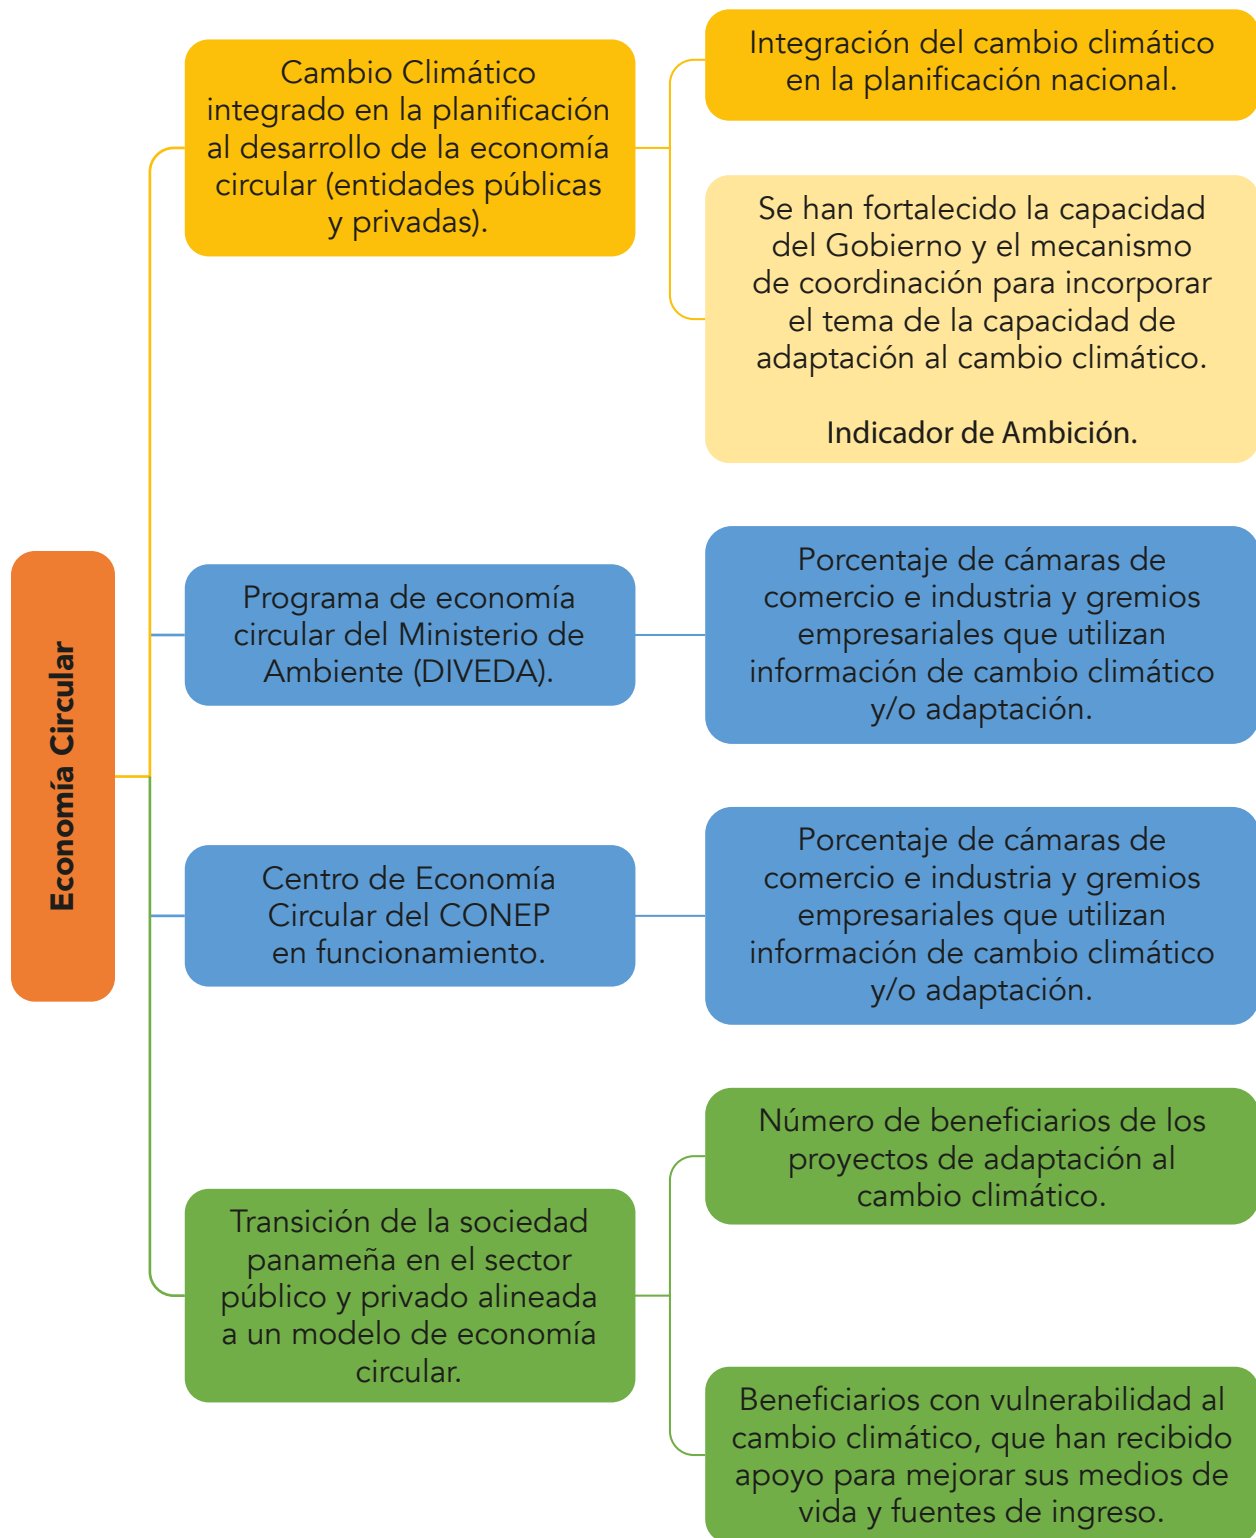 Economía Circular
Cambio Climático
integrado en la planificación
al desarrollo de la economía
circular (entidades públicas
y privadas).
Integración del cambio climático
en la planificación nacional.
Se han fortalecido la capacidad
del Gobierno y el mecanismo
de coordinación para incorporar
el tema de la capacidad de
adaptación al cambio climático.
Indicador de Ambición.
Programa de economía
circular del Ministerio de
Ambiente (DIVEDA).
Porcentaje de cámaras de
comercio e industria y gremios
empresariales que utilizan
información de cambio climático
y/o adaptación.
Centro de Economía
Circular del CONEP
en funcionamiento.
Porcentaje de cámaras de
comercio e industria y gremios
empresariales que utilizan
información de cambio climático
y/o adaptación.
Transición de la sociedad
panameña en el sector
público y privado alineada
a un modelo de economía
circular.
Número de beneficiarios de los
proyectos de adaptación al
cambio climático.
Beneficiarios con vulnerabilidad al
cambio climático, que han recibido
apoyo para mejorar sus medios de
vida y fuentes de ingreso.